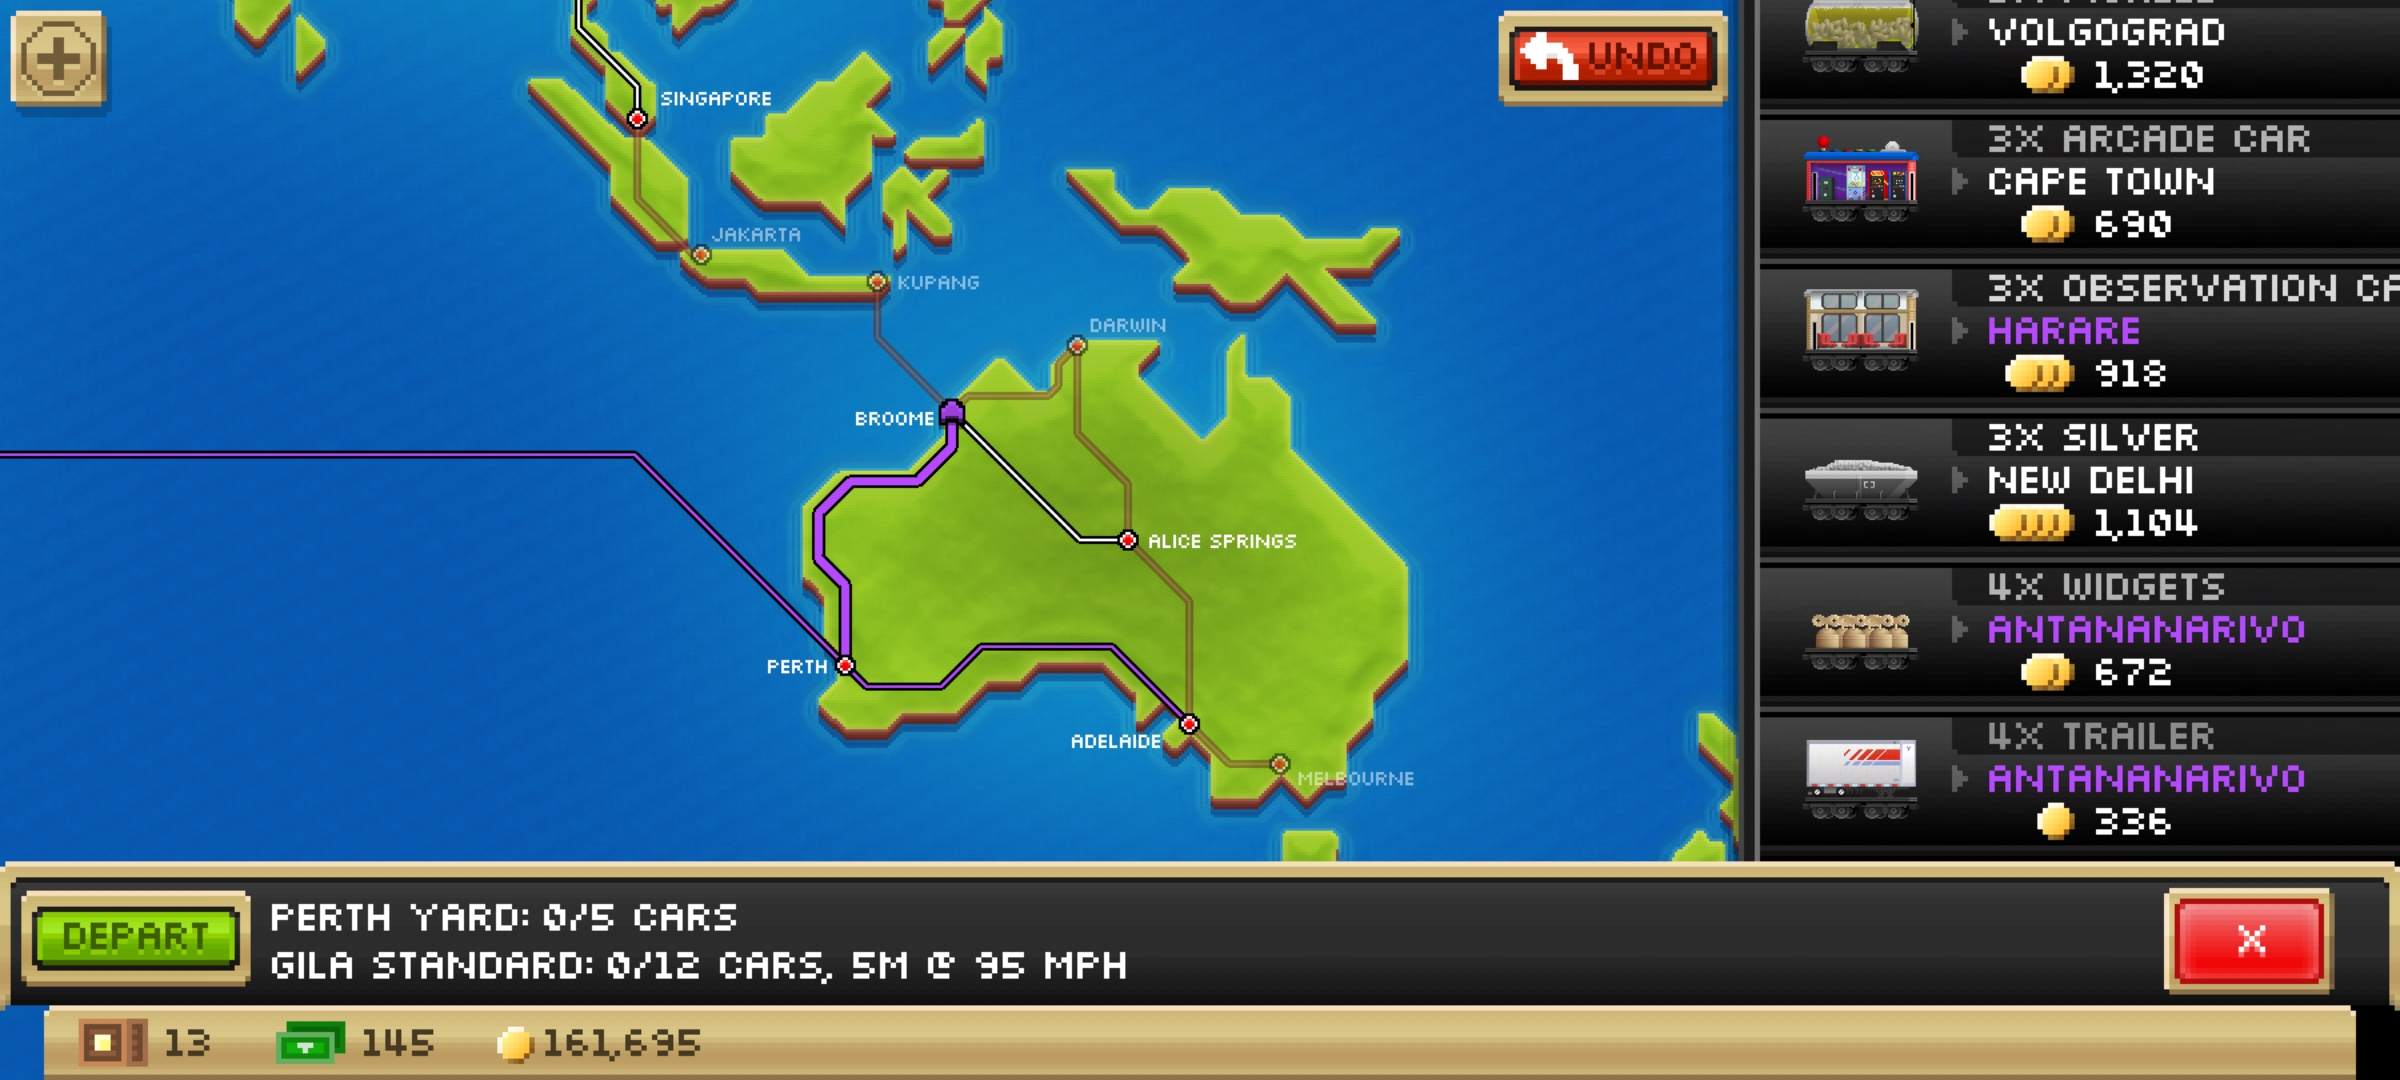 UNDO
SINGAPORE
JAKARTA
KUPANG
DARWIN
BROOME
ALICE SPRINGS
PERTH
ADELAIDE
MELBOURNE
VOLGOGRAD
1,320
3X ARCADE CAR
CAPE TOWN
690
3X OBSERVATION CA
HARARE
918
3X SILVER
NEW DELHI
1,104
4X WIDGETS
ANTANANARIVO
672
4X TRAILER
ANTANANARIVO
336
DEPART
PERTH YARD: 0/5 CARS
GILA STANDARD: 0/12 CARS, 5M @ 95 MPH
X
13
145
161,695